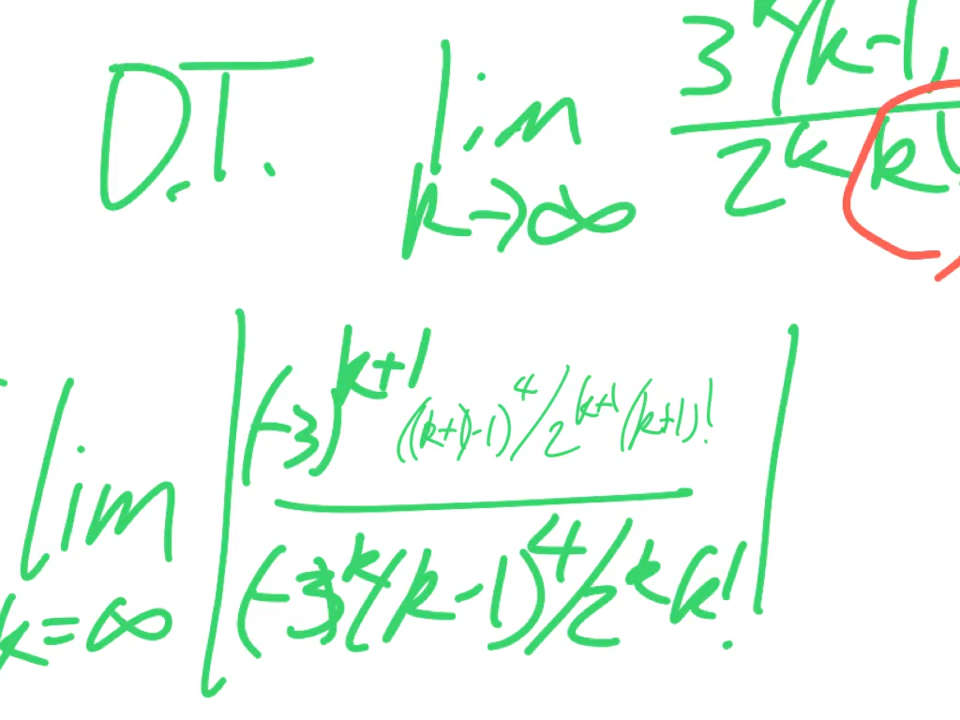 D.T. lim k→∞ 3^k (k-1) / 2^k k!
lim k=∞ | (-3)^{k+1} ((k+1)-1)^4 / 2^{k+1} (k+1)! / (-3)^k (k-1)^4 / 2^k k! |